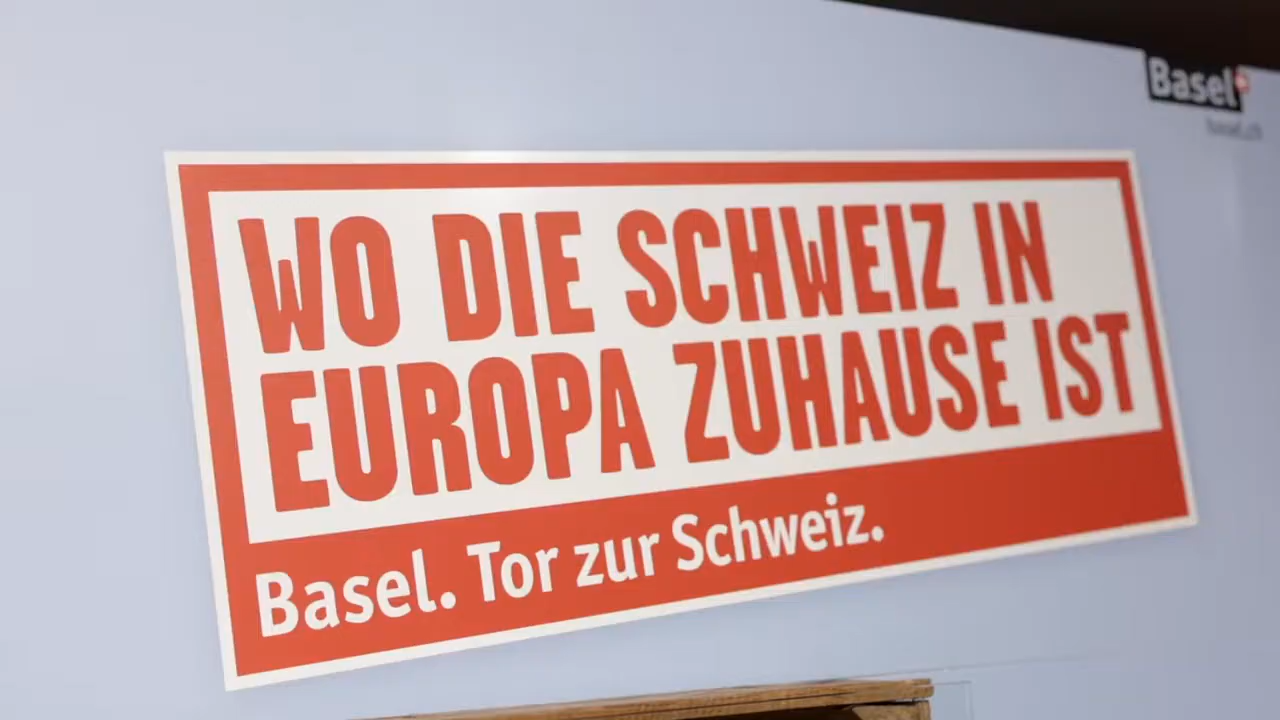 Basel
WO DIE SCHWEIZ IN
EUROPA ZUHAUSE IST
Basel. Tor zur Schweiz.